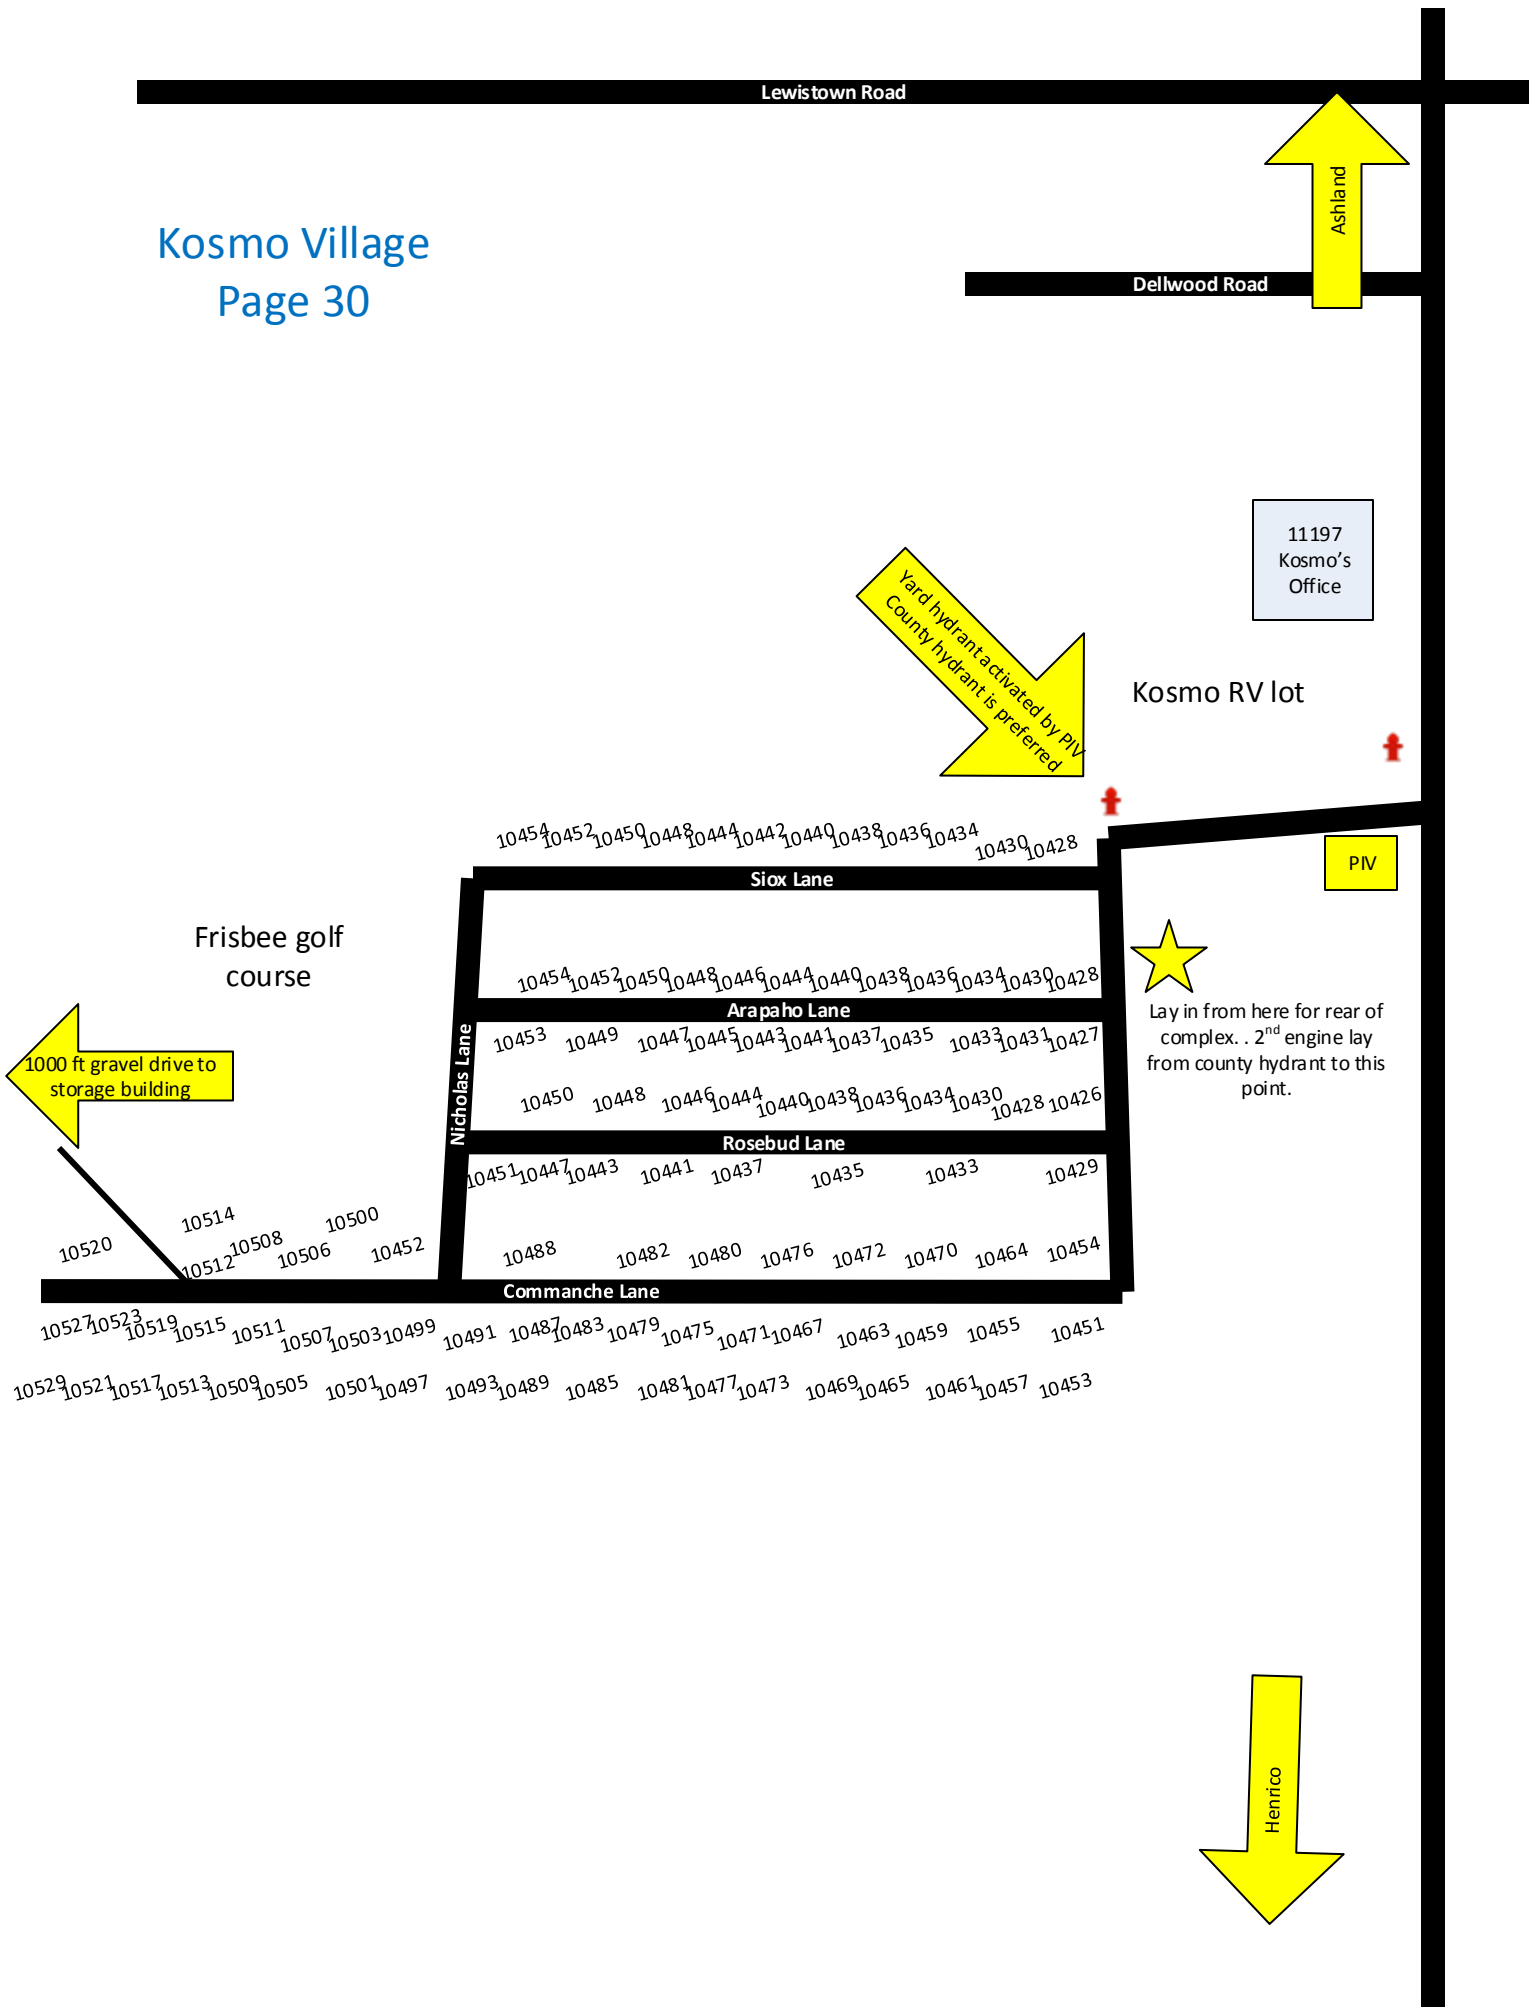 Lewistown Road
Ashland
Kosmo Village
Page 30
Dellwood Road
11197
Kosmo's
Office
Yard hydrant activated by PIV
County hydrant is preferred
Kosmo RV lot
10454 10452 10450 10448 10444 10442 10440 10438 10436 10434 10430 10428
PIV
Siox Lane
Frisbee golf
course
10454 10452 10450 10448 10446 10444 10440 10438 10436 10434 10430 10428
Arapaho Lane
Lay in from here for rear of
complex. . 2nd engine lay
from county hydrant to this
point.
10453 10449 10447 10445 10443 10441 10437 10435 10433 10431 10427
Nicholas Lane
1000 ft gravel drive to
storage building
10450 10448 10446 10444 10440 10438 10436 10434 10430 10428 10426
Rosebud Lane
10451 10447 10443 10441 10437 10435 10433 10429
10514 10500
10520 10512 10508 10506 10452 10488 10482 10480 10476 10472 10470 10464 10454
Commanche Lane
10527 10523 10519 10515 10511 10507 10503 10499 10491 10487 10483 10479 10475 10471 10467 10463 10459 10455 10451
10529 10521 10517 10513 10509 10505 10501 10497 10493 10489 10485 10481 10477 10473 10469 10465 10461 10457 10453
Henrico